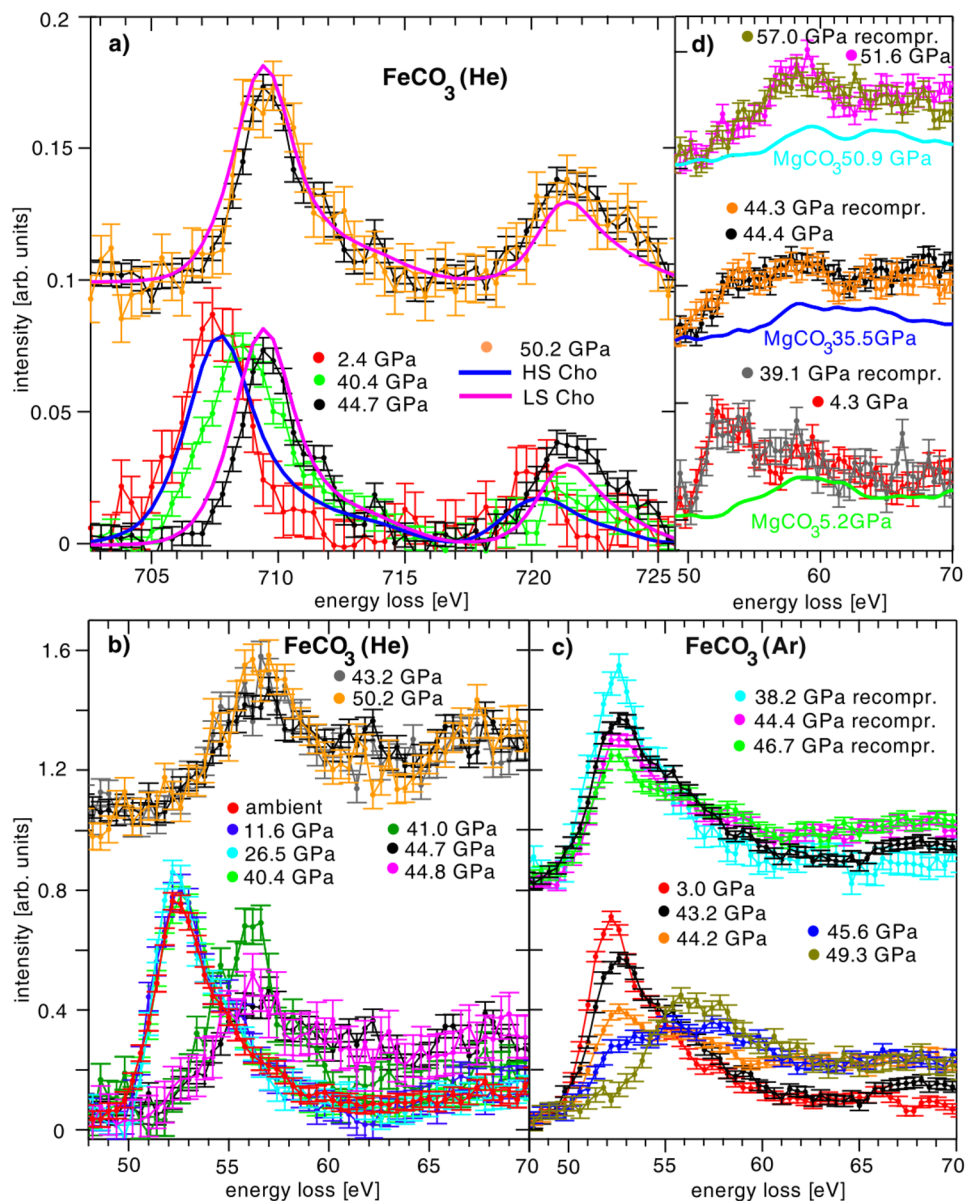 a)
FeCO3 (He)
0.2
0.15
0.1
0.05
0
intensity [arb. units]
2.4 GPa
40.4 GPa
44.7 GPa
50.2 GPa
HS Cho
LS Cho
705 710 715 720 725
energy loss [eV]
d)
57.0 GPa recompr.
51.6 GPa
MgCO3 50.9 GPa
44.3 GPa recompr.
44.4 GPa
MgCO3 35.5GPa
39.1 GPa recompr.
4.3 GPa
MgCO3 5.2GPa
50 60 70
energy loss [eV]
b)
FeCO3 (He)
1.6
1.2
0.8
0.4
0
intensity [arb. units]
43.2 GPa
50.2 GPa
ambient
11.6 GPa
26.5 GPa
40.4 GPa
41.0 GPa
44.7 GPa
44.8 GPa
50 55 60 65 70
energy loss [eV]
c)
FeCO3 (Ar)
38.2 GPa recompr.
44.4 GPa recompr.
46.7 GPa recompr.
3.0 GPa
43.2 GPa
44.2 GPa
45.6 GPa
49.3 GPa
50 55 60 65 70
energy loss [eV]